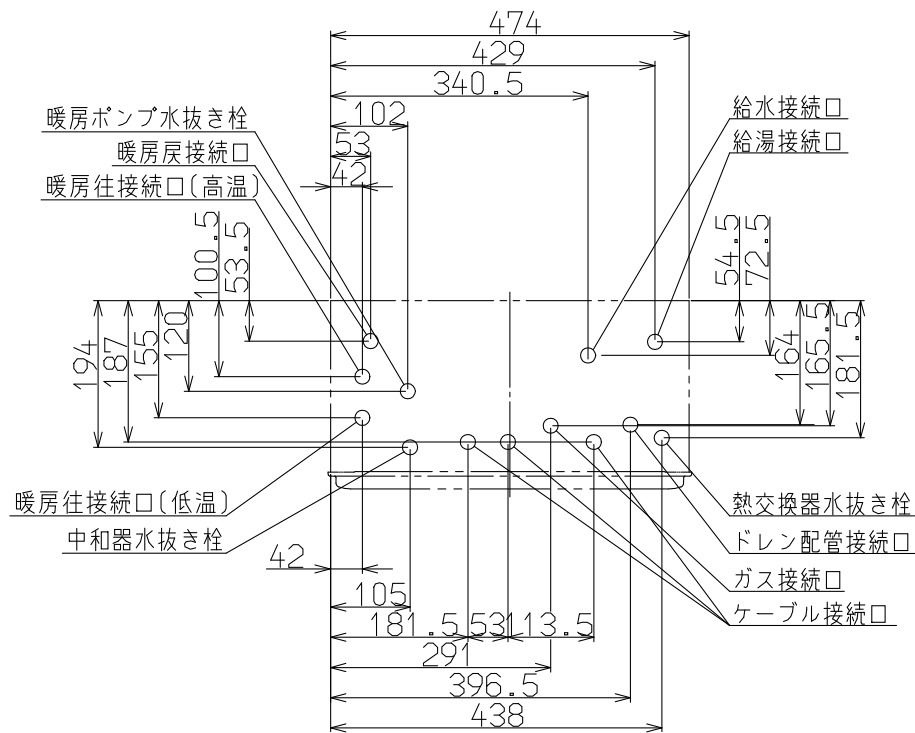 474
429
340.5
102
53
42
暖房ポンプ水抜き栓
暖房戻接続口
暖房往接続口(高温)
給水接続口
給湯接続口
100.5
53.5
54.5
72.5
194
187
155
120
164
165.5
181.5
暖房往接続口(低温)
中和器水抜き栓
熱交換器水抜き栓
ドレン配管接続口
ガス接続口
ケーブル接続口
42
105
181.5
53
113.5
291
396.5
438